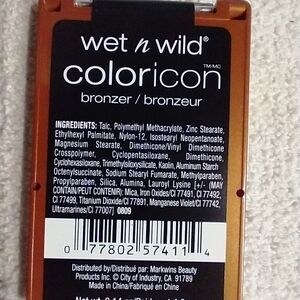 wet n wild®
coloricon™/MC
bronzer / bronzeur
INGREDIENTS: Talc, Polymethyl Methacrylate, Zinc Stearate,
Ethylhexyl Palmitate, Nylon-12, Isostearyl Neopentanoate,
Magnesium Stearate, Dimethicone/Vinyl Dimethicone
Crosspolymer, Cyclopentasiloxane, Dimethicone,
Cyclohexasiloxane, Trimethylsiloxysilicate, Kaolin, Aluminum Starch
Octenylsuccinate, Sodium Stearyl Fumarate, Methylparaben,
Propylparaben, Silica, Alumina, Lauroyl Lysine [+/- (MAY
CONTAIN/PEUT CONTENIR): Mica, Iron Oxides/CI 77491, CI 77492,
CI 77499, Titanium Dioxide/CI 77891, Manganese Violet/CI 77742,
Ultramarines/CI 77007] 0809
0 77802 57411 4
Distributed by/Distribué par: Markwins Beauty
Products Inc. © City of Industry, CA 91789
Made in China/Fabriqué en Chine